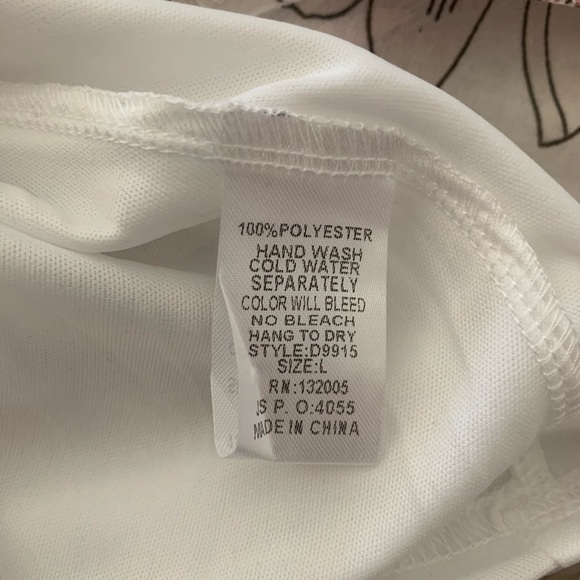 100%POLYESTER
HAND WASH
COLD WATER
SEPARATELY
COLOR WILL BLEED
NO BLEACH
HANG TO DRY
STYLE:D9915
SIZE:L
RN:132005
JS P. O:4055
MADE IN CHINA